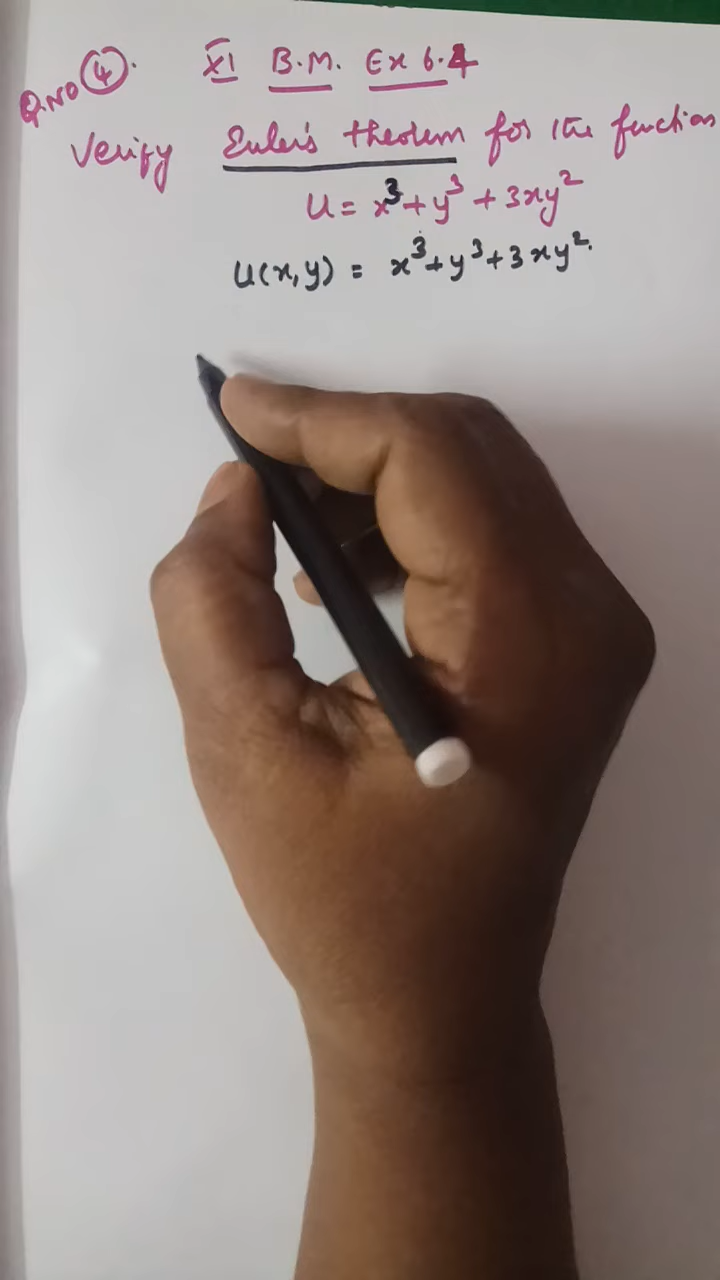 Q.NO ④. XI B.M. Ex 6.4
Verify Euler's theorem for the function
u = x³ + y³ + 3xy²
u(x,y) = x³ + y³ + 3xy².